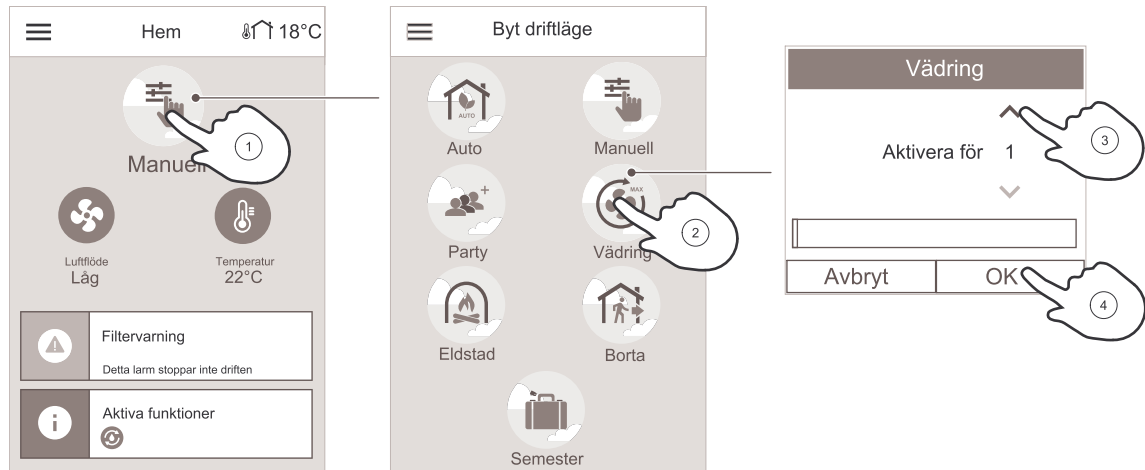 Hem
18°C
Manuell
Luftflöde
Låg
Temperatur
22°C
Filtervarning
Detta larm stoppar inte driften
Aktiva funktioner
1
Byt driftläge
AUTO
Auto
Manuell
Party
MAX
Vädring
Eldstad
Borta
Semester
2
Vädring
Aktivera för 1
Avbryt
OK
3
4